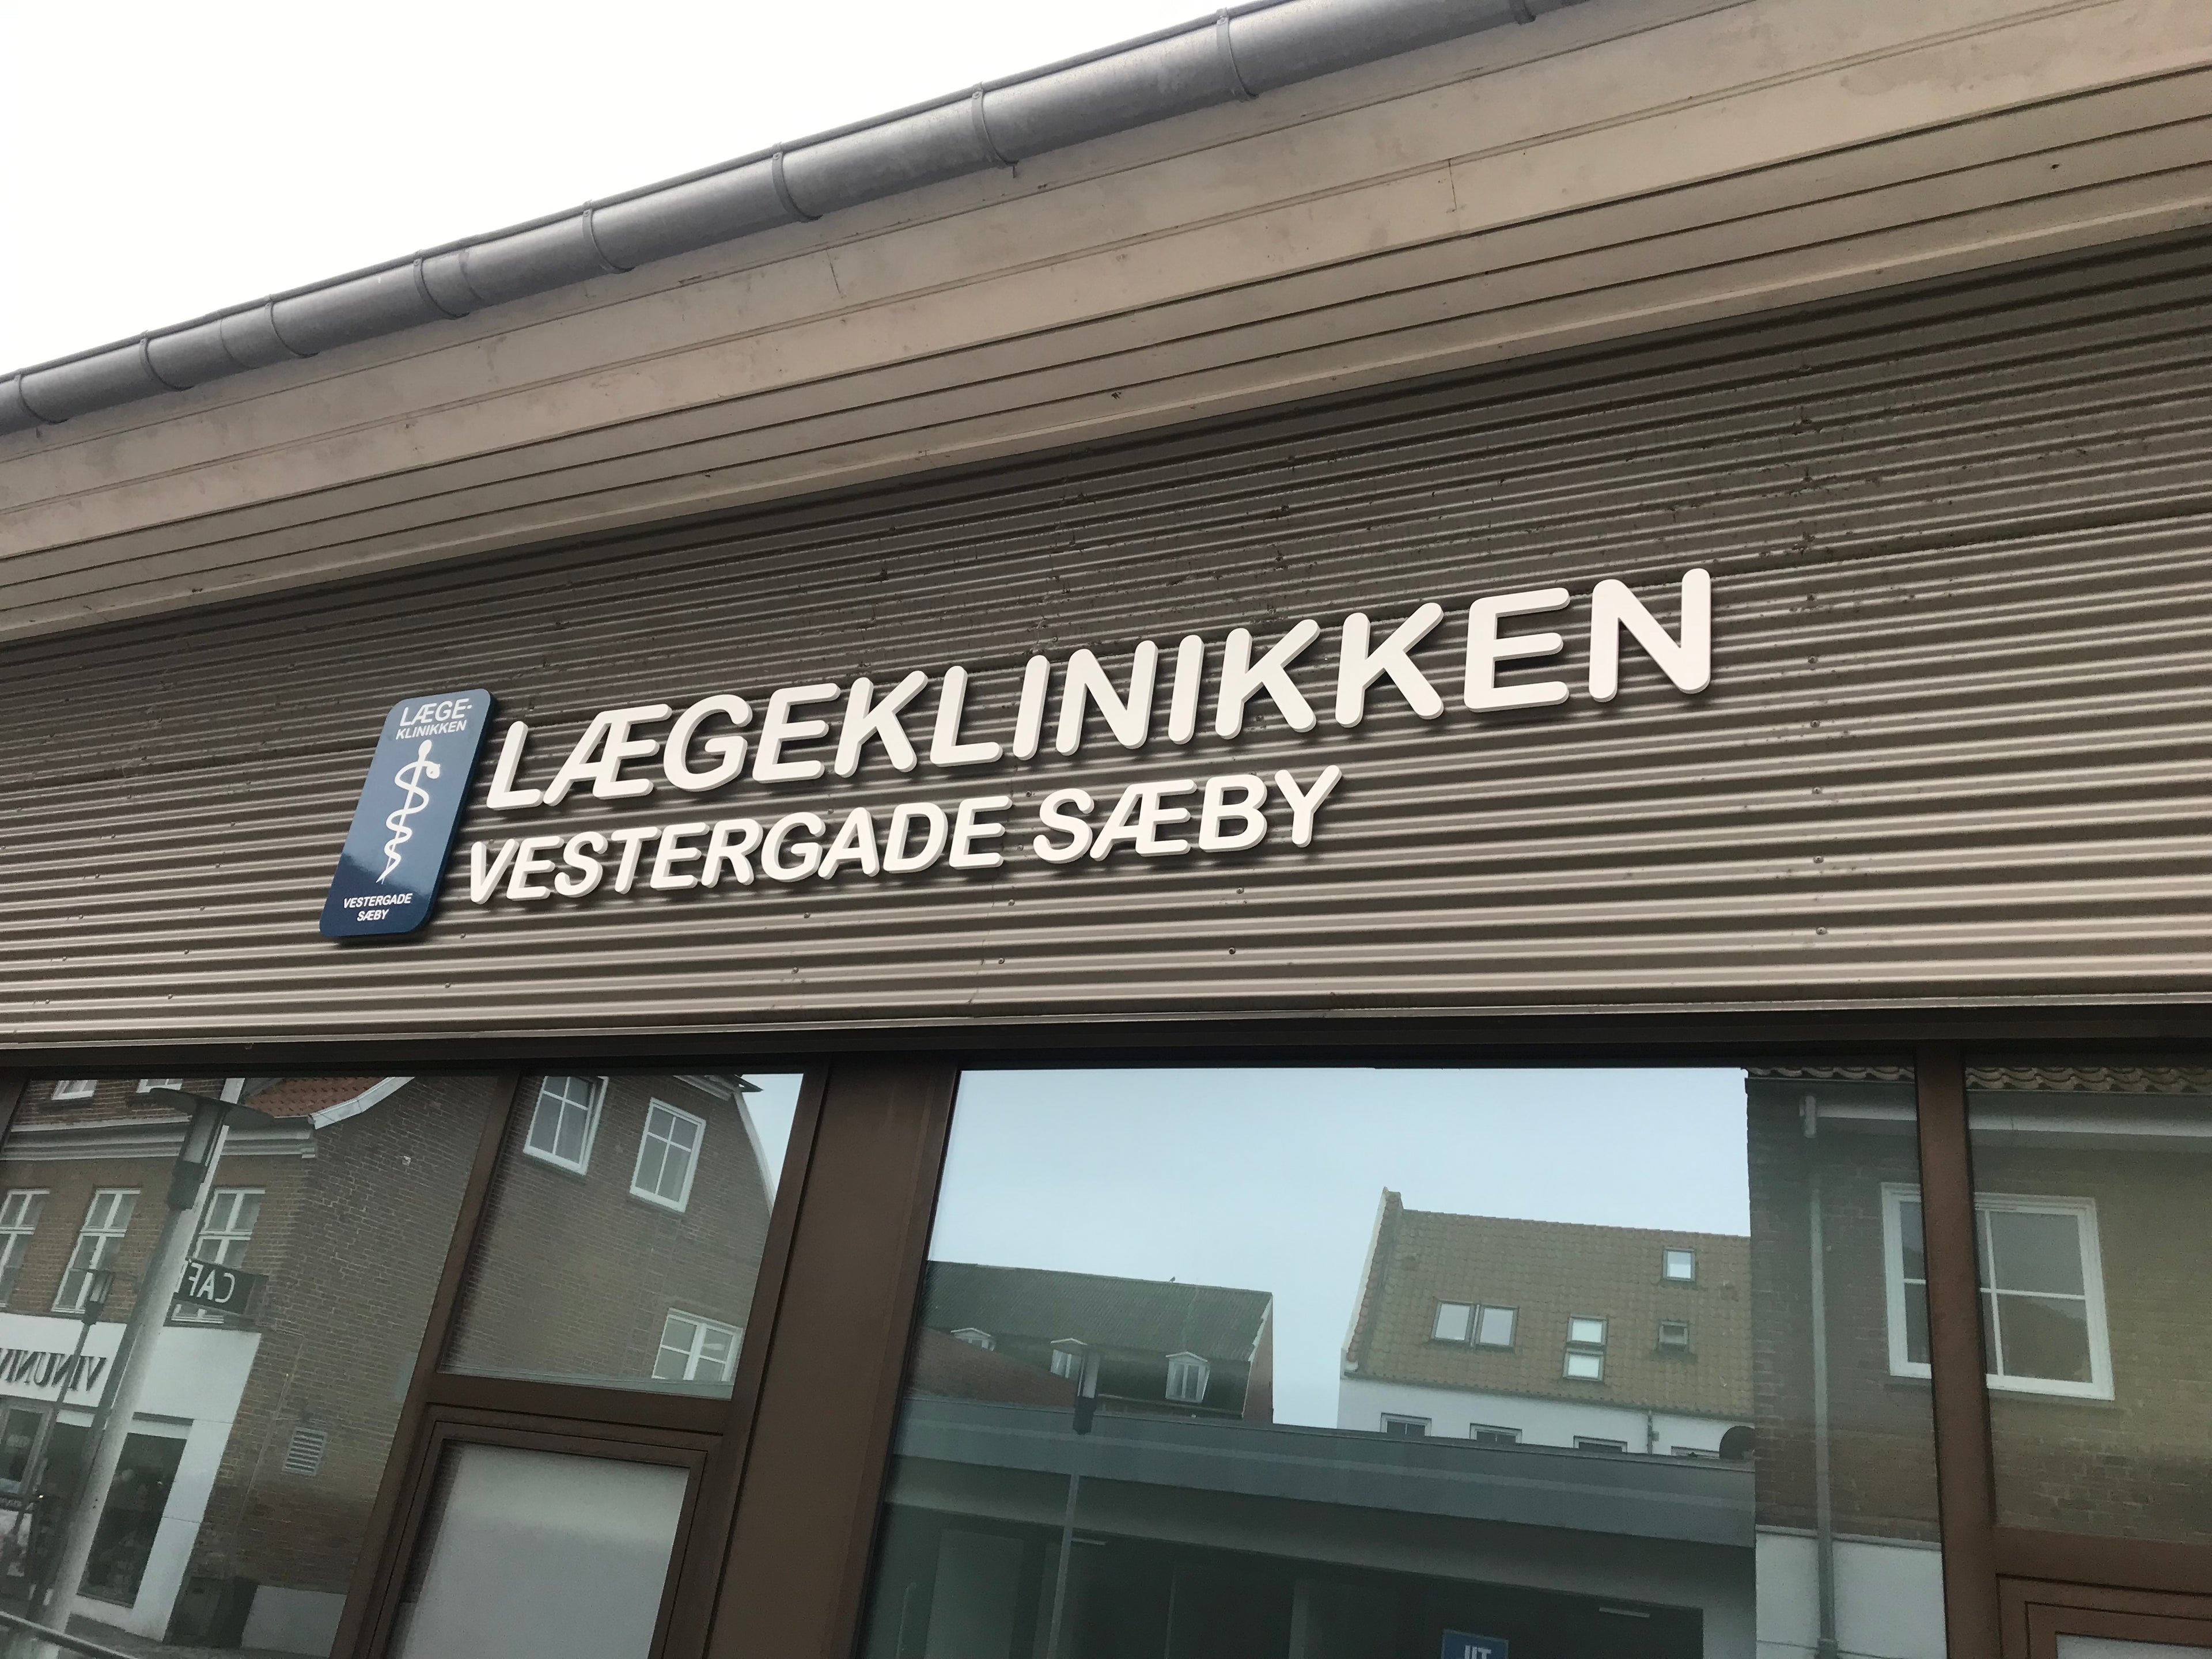 LÆGE-
KLINIKKEN
VESTERGADE
SÆBY
LÆGEKLINIKKEN
VESTERGADE SÆBY